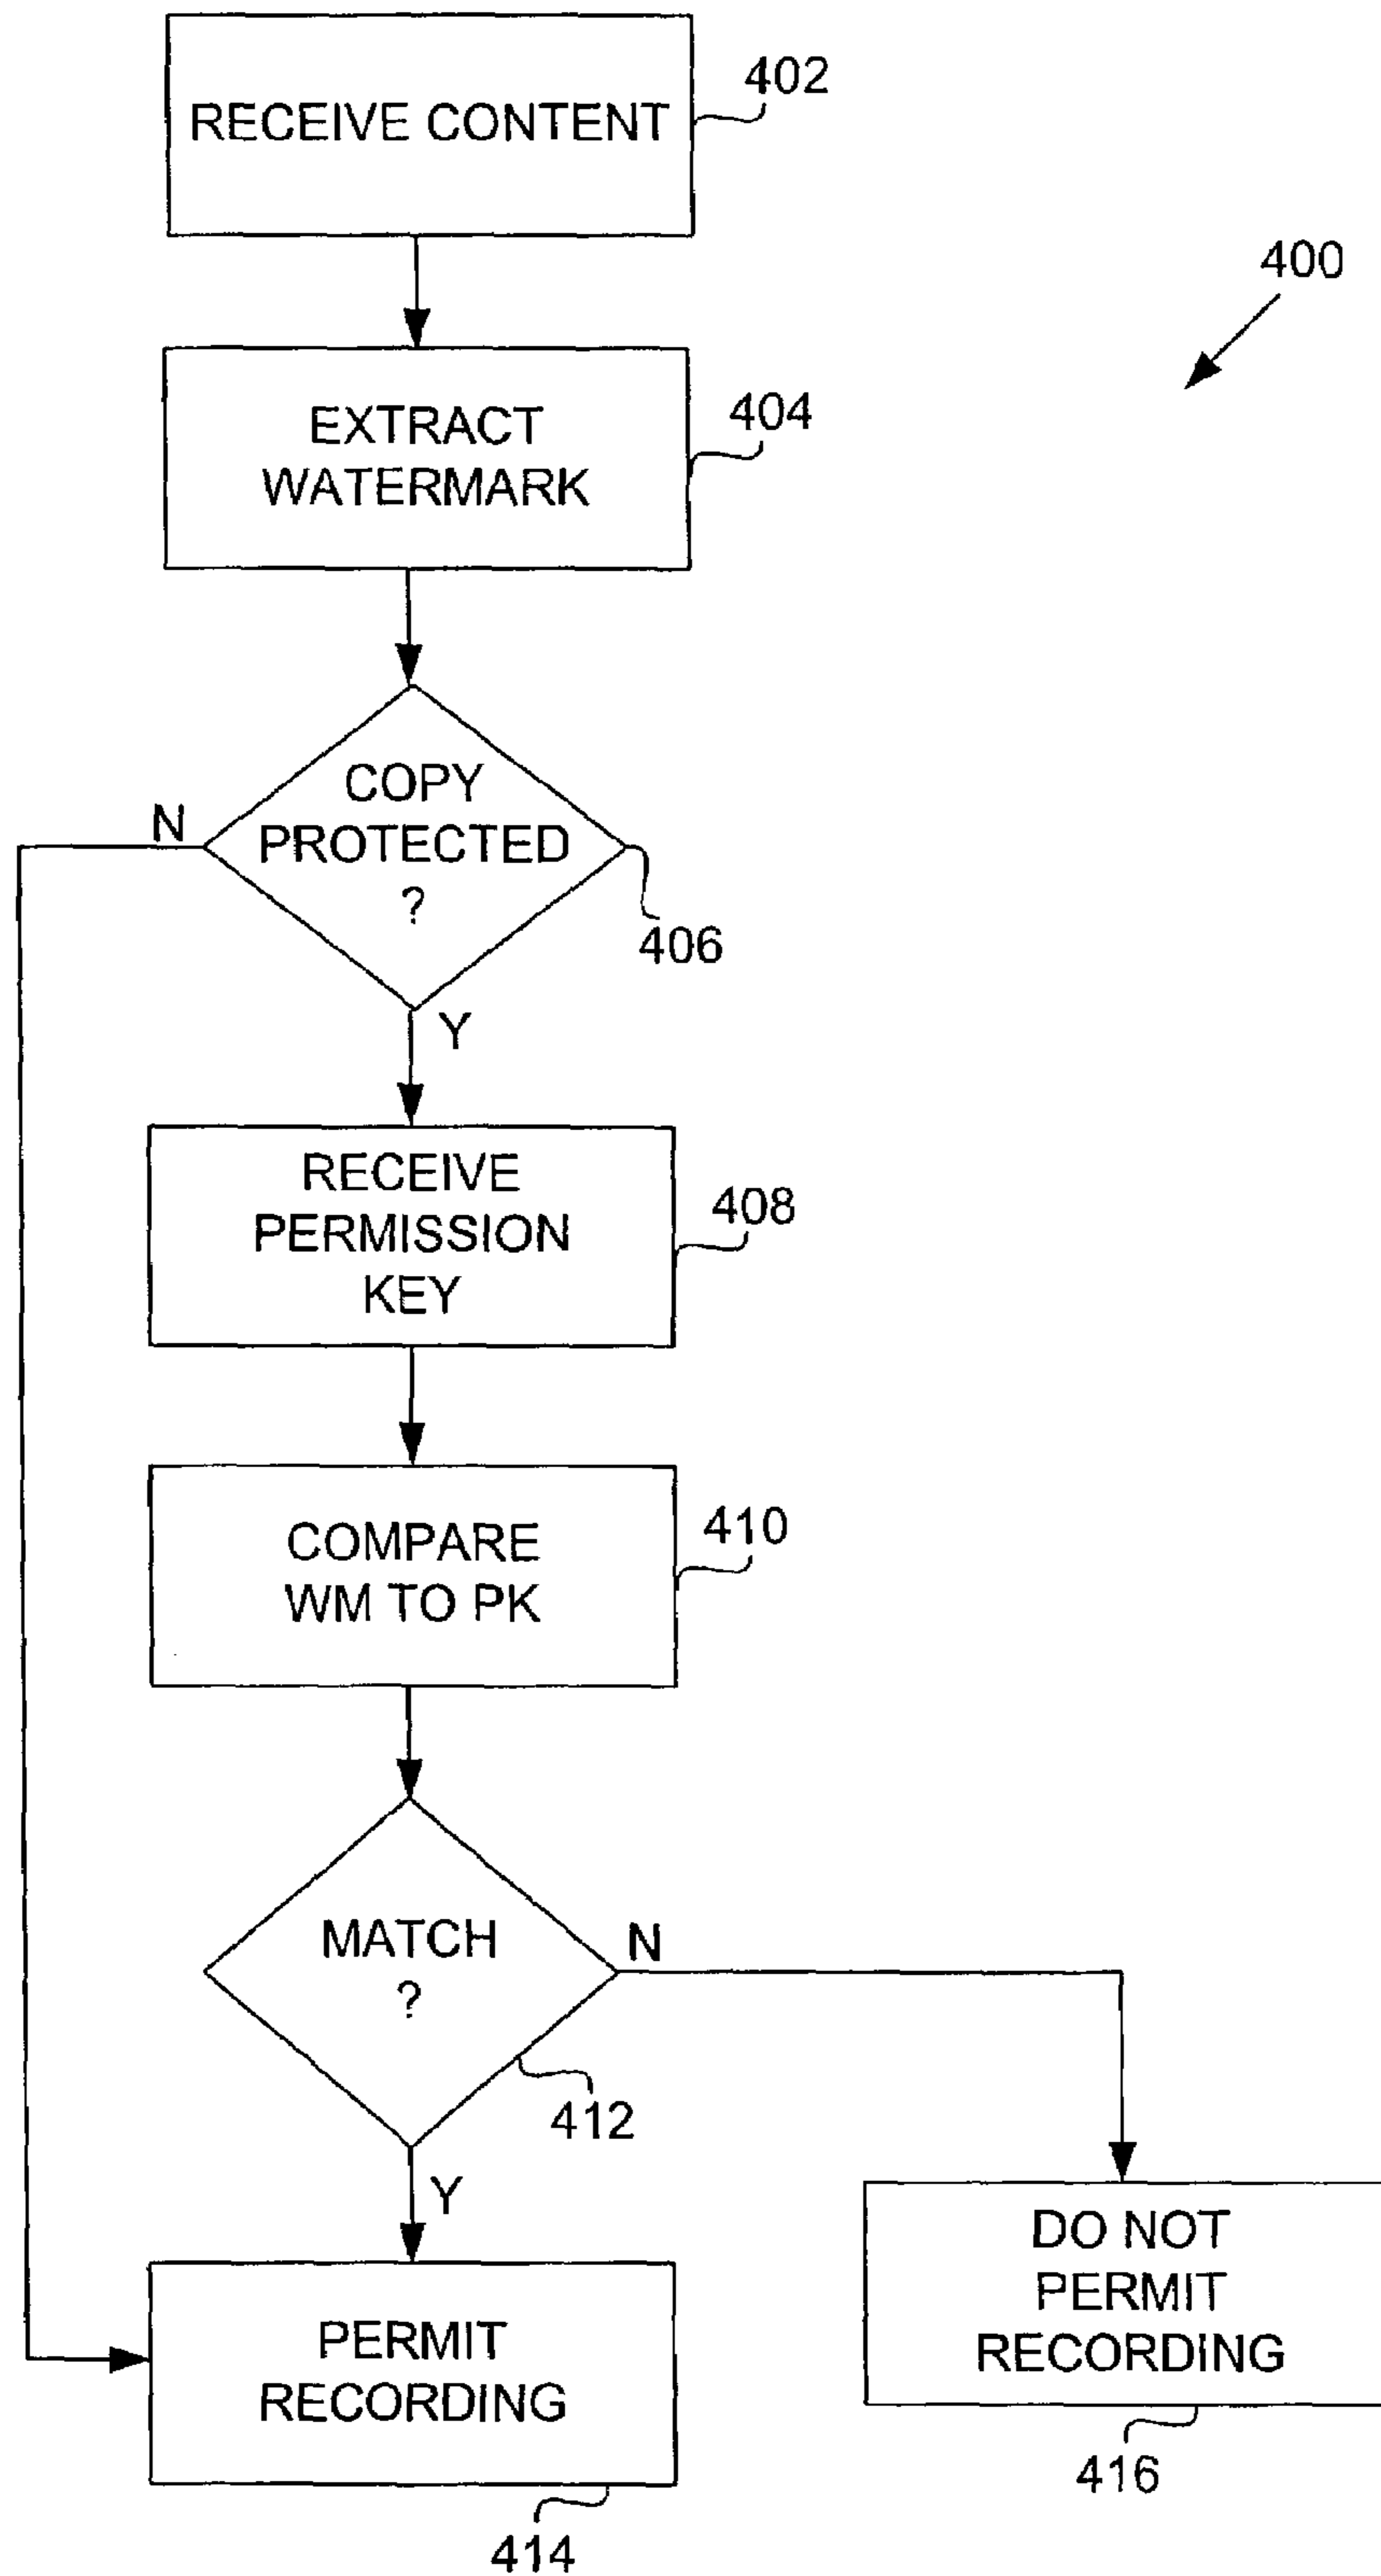 RECEIVE CONTENT
402
400
EXTRACT
WATERMARK
404
COPY
PROTECTED
?
N
406
Y
RECEIVE
PERMISSION
KEY
408
COMPARE
WM TO PK
410
MATCH
?
N
412
Y
PERMIT
RECORDING
414
DO NOT
PERMIT
RECORDING
416